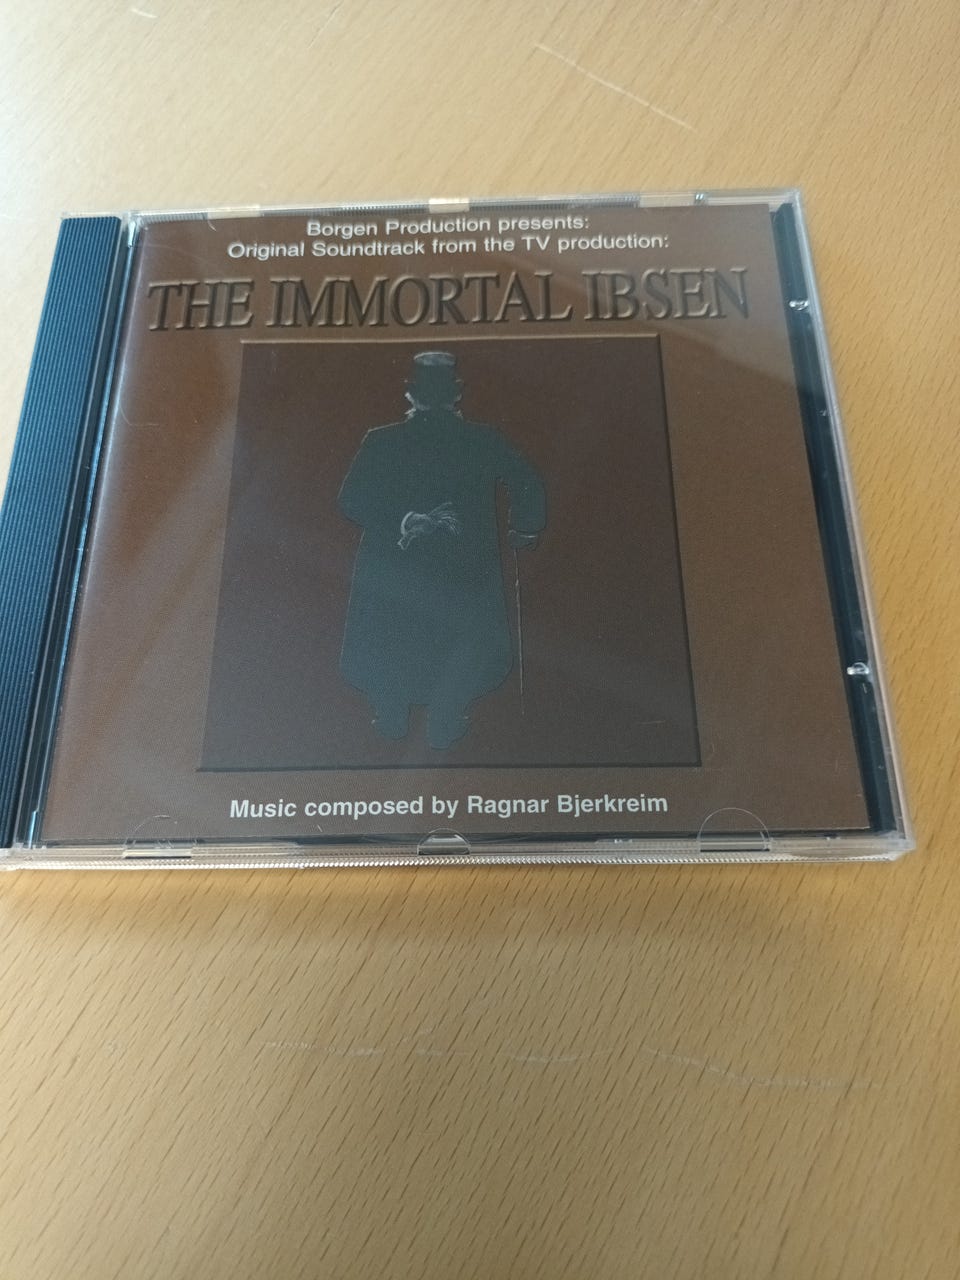 Borgen Production presents:
Original Soundtrack from the TV production:
THE IMMORTAL IBSEN
Music composed by Ragnar Bjerkreim